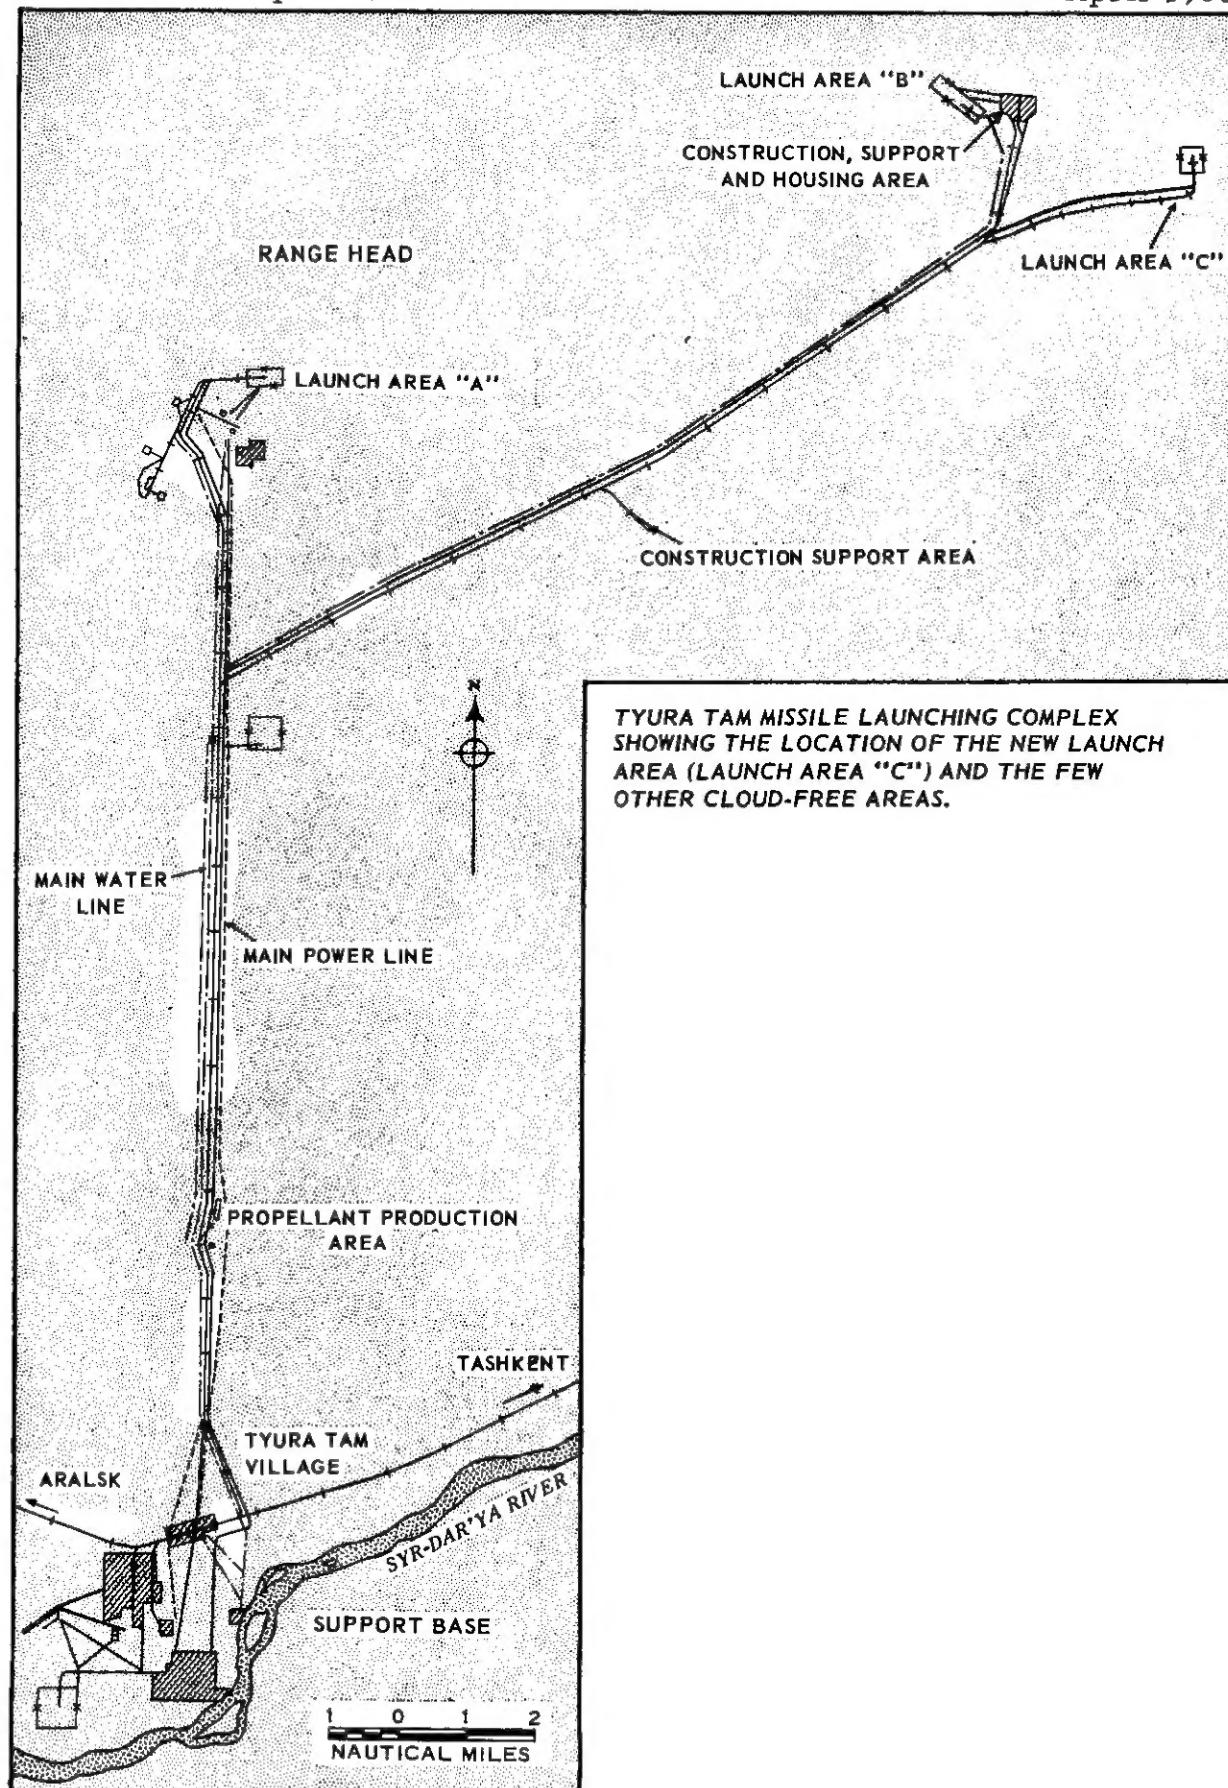 LAUNCH AREA "B"
CONSTRUCTION, SUPPORT
AND HOUSING AREA
RANGE HEAD
LAUNCH AREA "C"
LAUNCH AREA "A"
CONSTRUCTION SUPPORT AREA
N
TYURA TAM MISSILE LAUNCHING COMPLEX
SHOWING THE LOCATION OF THE NEW LAUNCH
AREA (LAUNCH AREA "C") AND THE FEW
OTHER CLOUD-FREE AREAS.
MAIN WATER
LINE
MAIN POWER LINE
PROPELLANT PRODUCTION
AREA
TASHKENT
TYURA TAM
VILLAGE
ARALSK
SYR-DAR'YA RIVER
SUPPORT BASE
1 0 1 2
NAUTICAL MILES